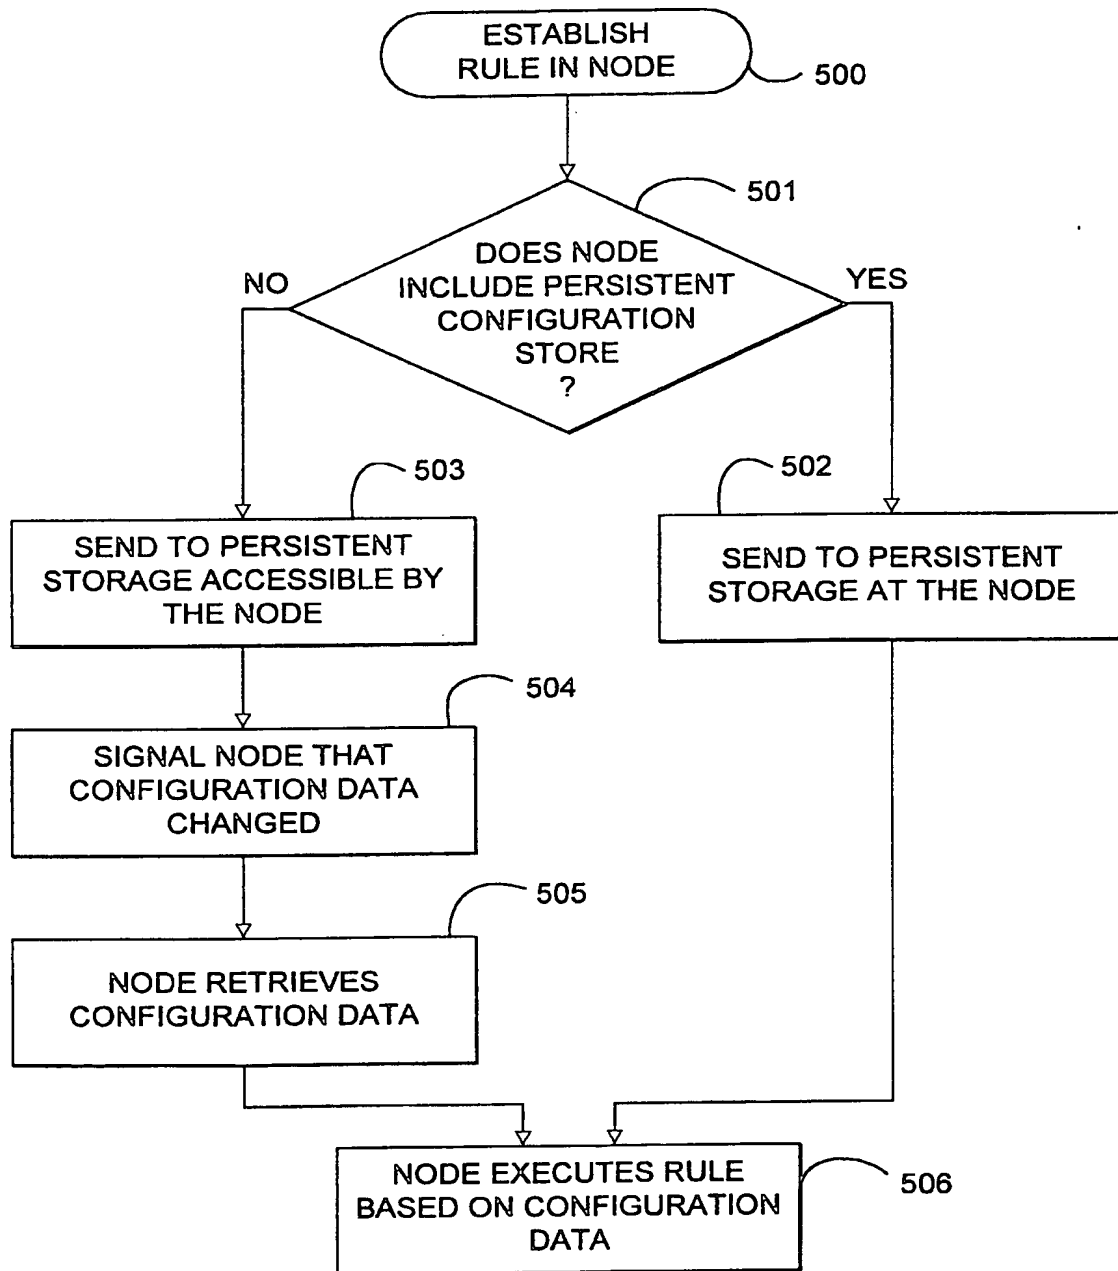 ESTABLISH
RULE IN NODE
500
501
DOES NODE
INCLUDE PERSISTENT
CONFIGURATION
STORE
?
NO
YES
503
502
SEND TO PERSISTENT
STORAGE ACCESSIBLE BY
THE NODE
SEND TO PERSISTENT
STORAGE AT THE NODE
504
SIGNAL NODE THAT
CONFIGURATION DATA
CHANGED
505
NODE RETRIEVES
CONFIGURATION DATA
NODE EXECUTES RULE
BASED ON CONFIGURATION
DATA
506